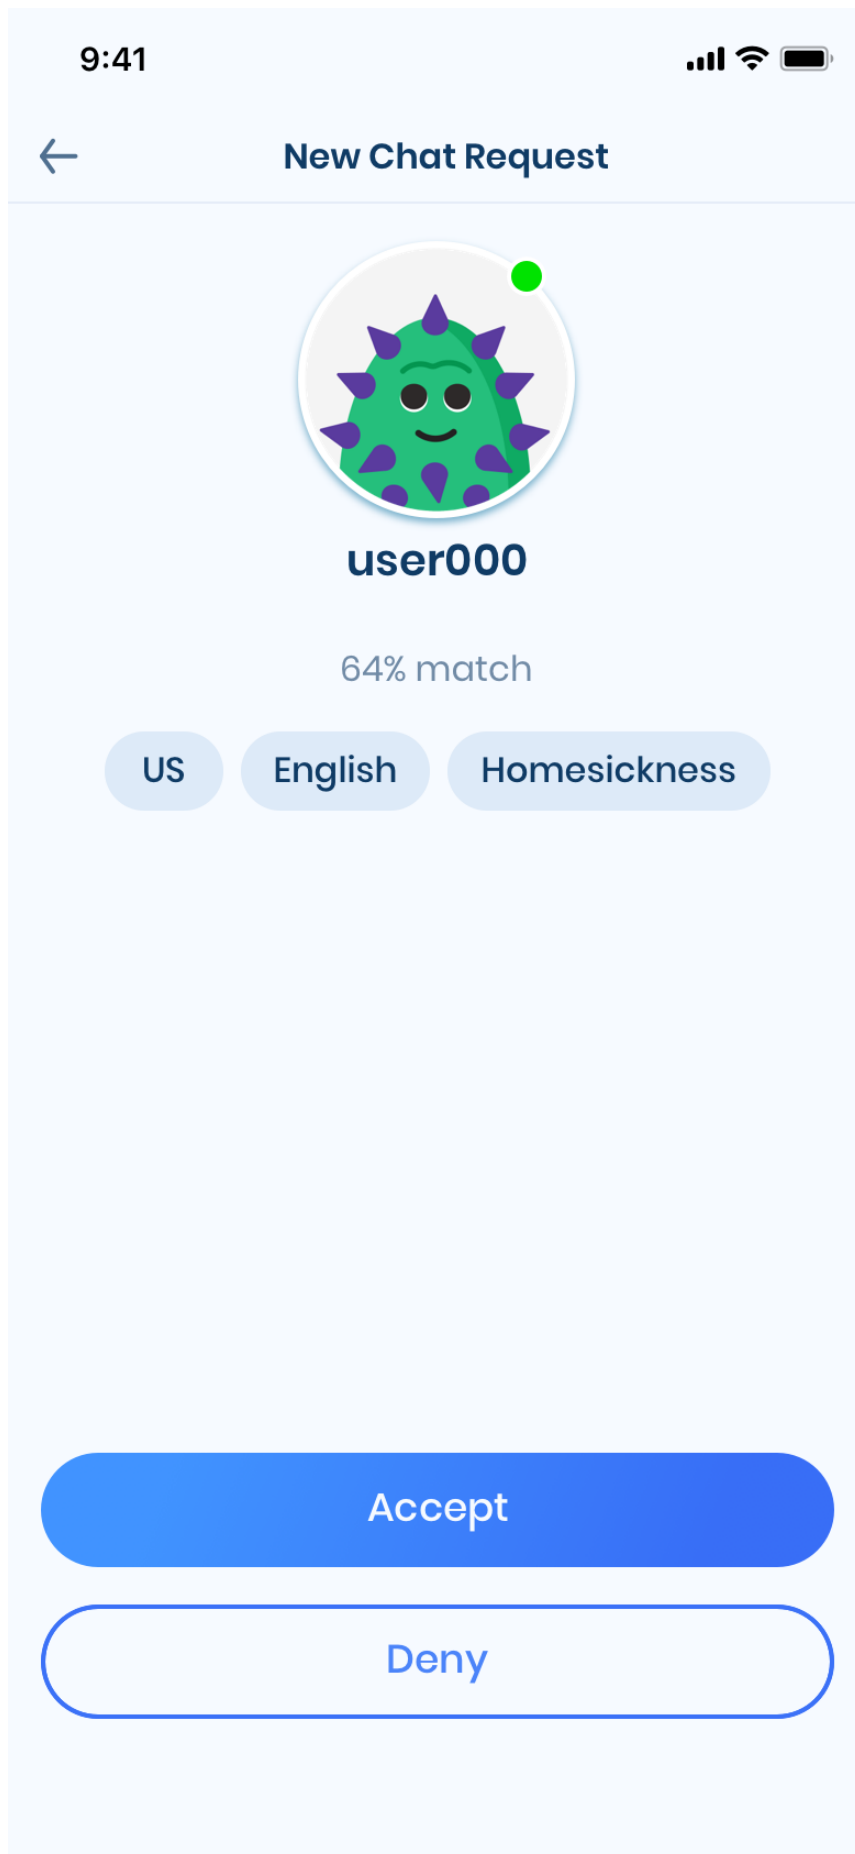 9:41
New Chat Request
user000
64% match
US English Homesickness
Accept
Deny